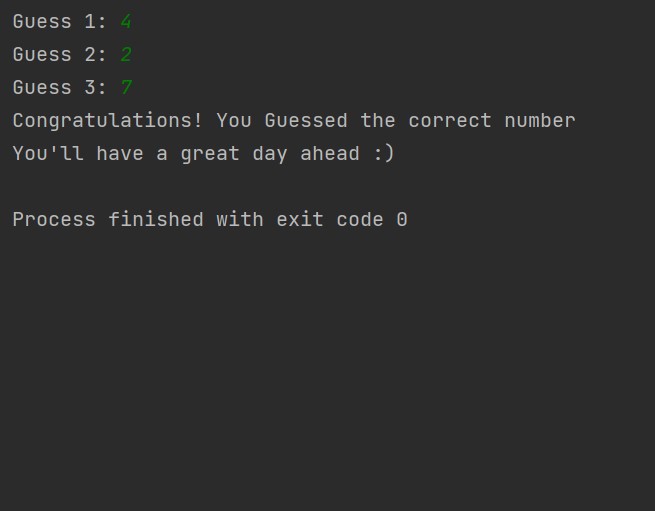 Guess 1: 4
Guess 2: 2
Guess 3: 7
Congratulations! You Guessed the correct number
You'll have a great day ahead :)
Process finished with exit code 0